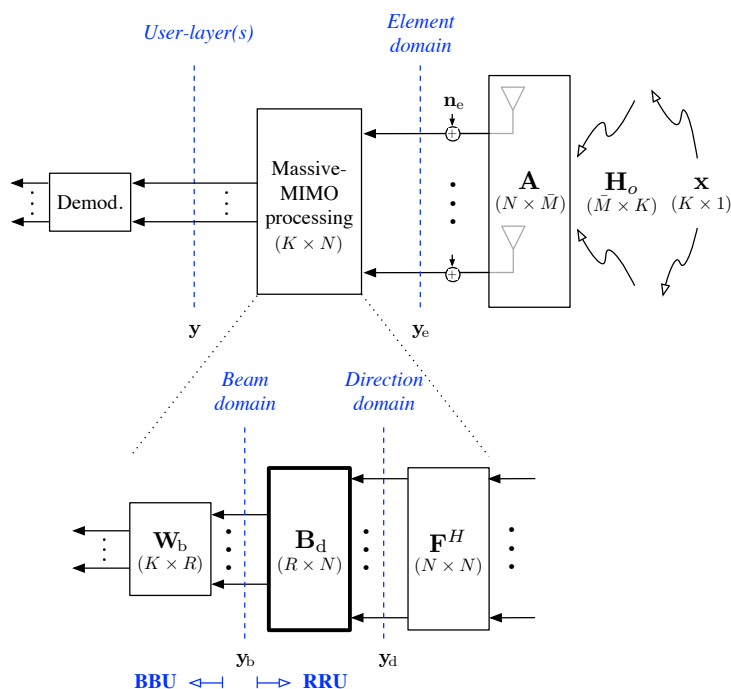 User-layer(s)
Element
domain
n_e
+
Massive-
MIMO
processing
(K × N)
Demod.
A
(N × M̄)
H_o
(M̄ × K)
x
(K × 1)
+
y
y_e
Beam
domain
Direction
domain
W_b
(K × R)
B_d
(R × N)
F^H
(N × N)
y_b
y_d
BBU
RRU